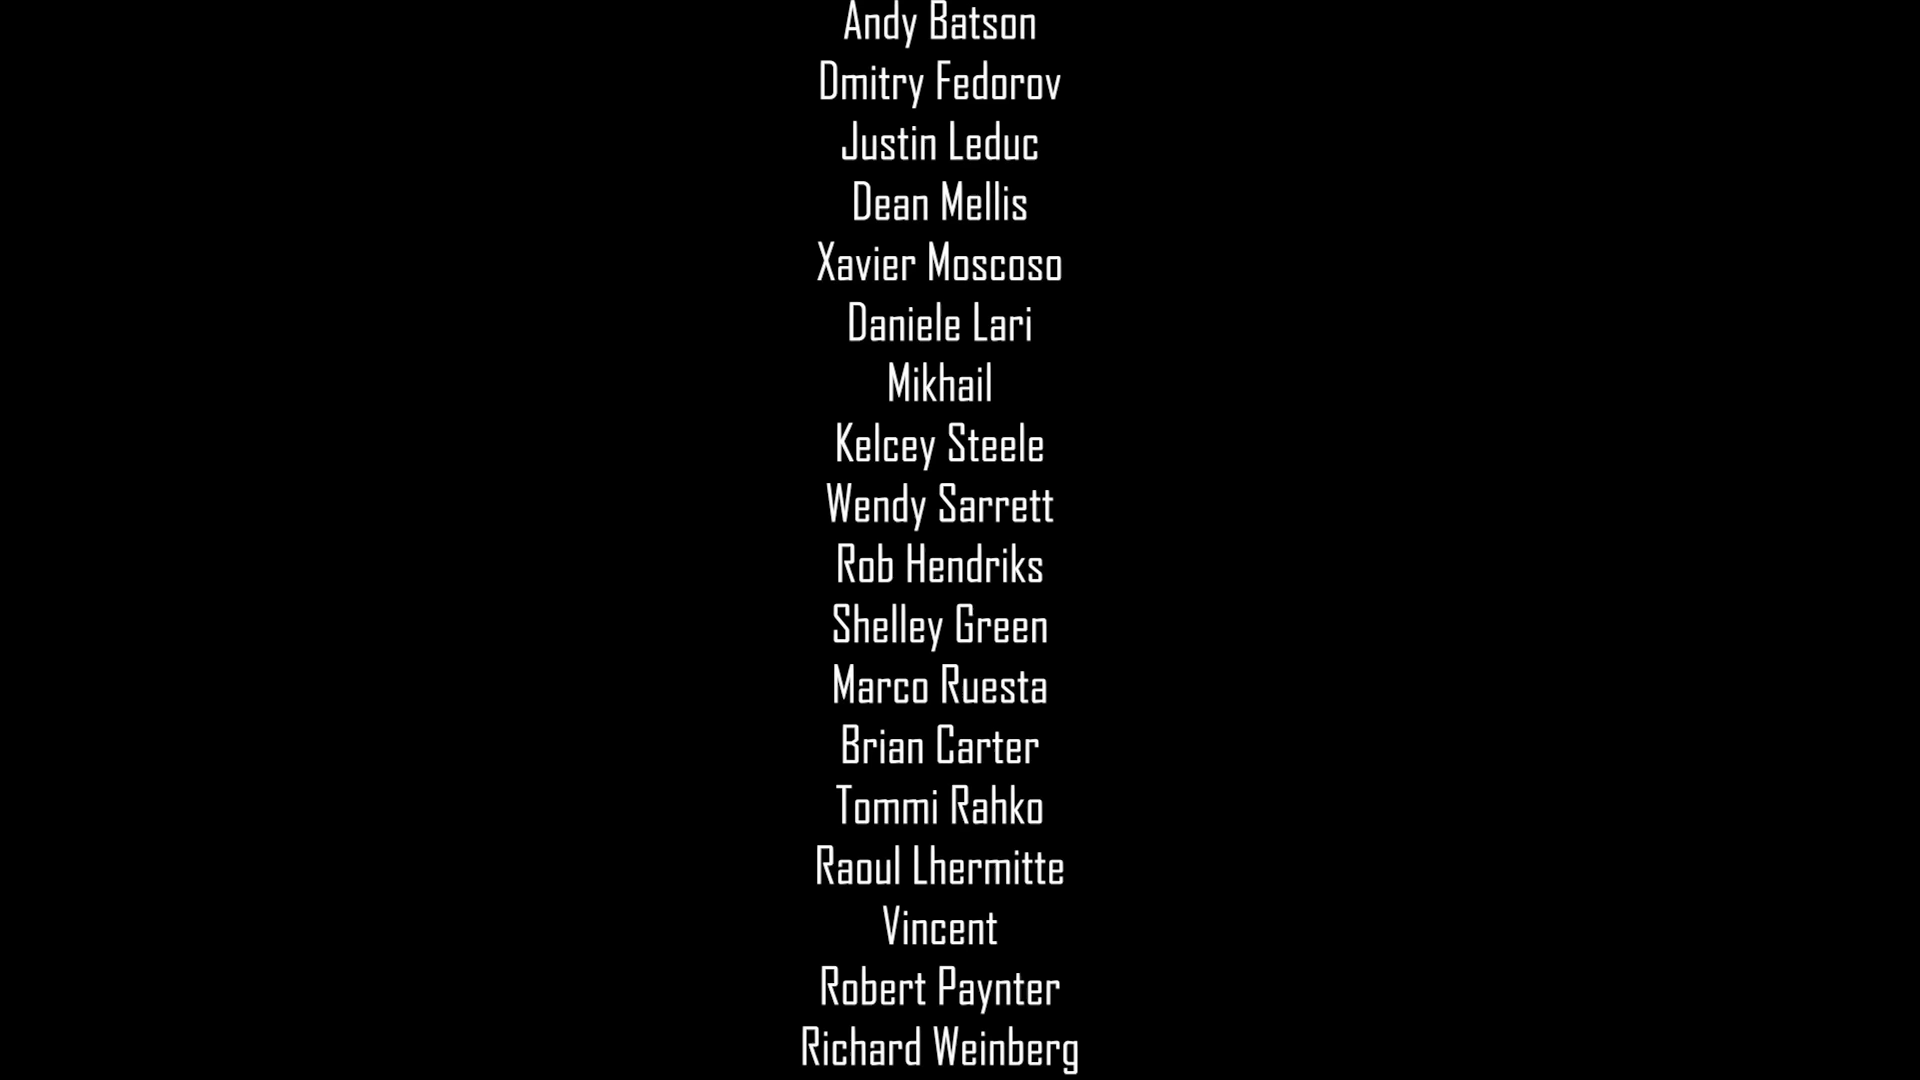 Andy Batson
Dmitry Fedorov
Justin Leduc
Dean Mellis
Xavier Moscoso
Daniele Lari
Mikhail
Kelcey Steele
Wendy Sarrett
Rob Hendriks
Shelley Green
Marco Ruesta
Brian Carter
Tommi Rahko
Raoul Lhermitte
Vincent
Robert Paynter
Richard Weinberg